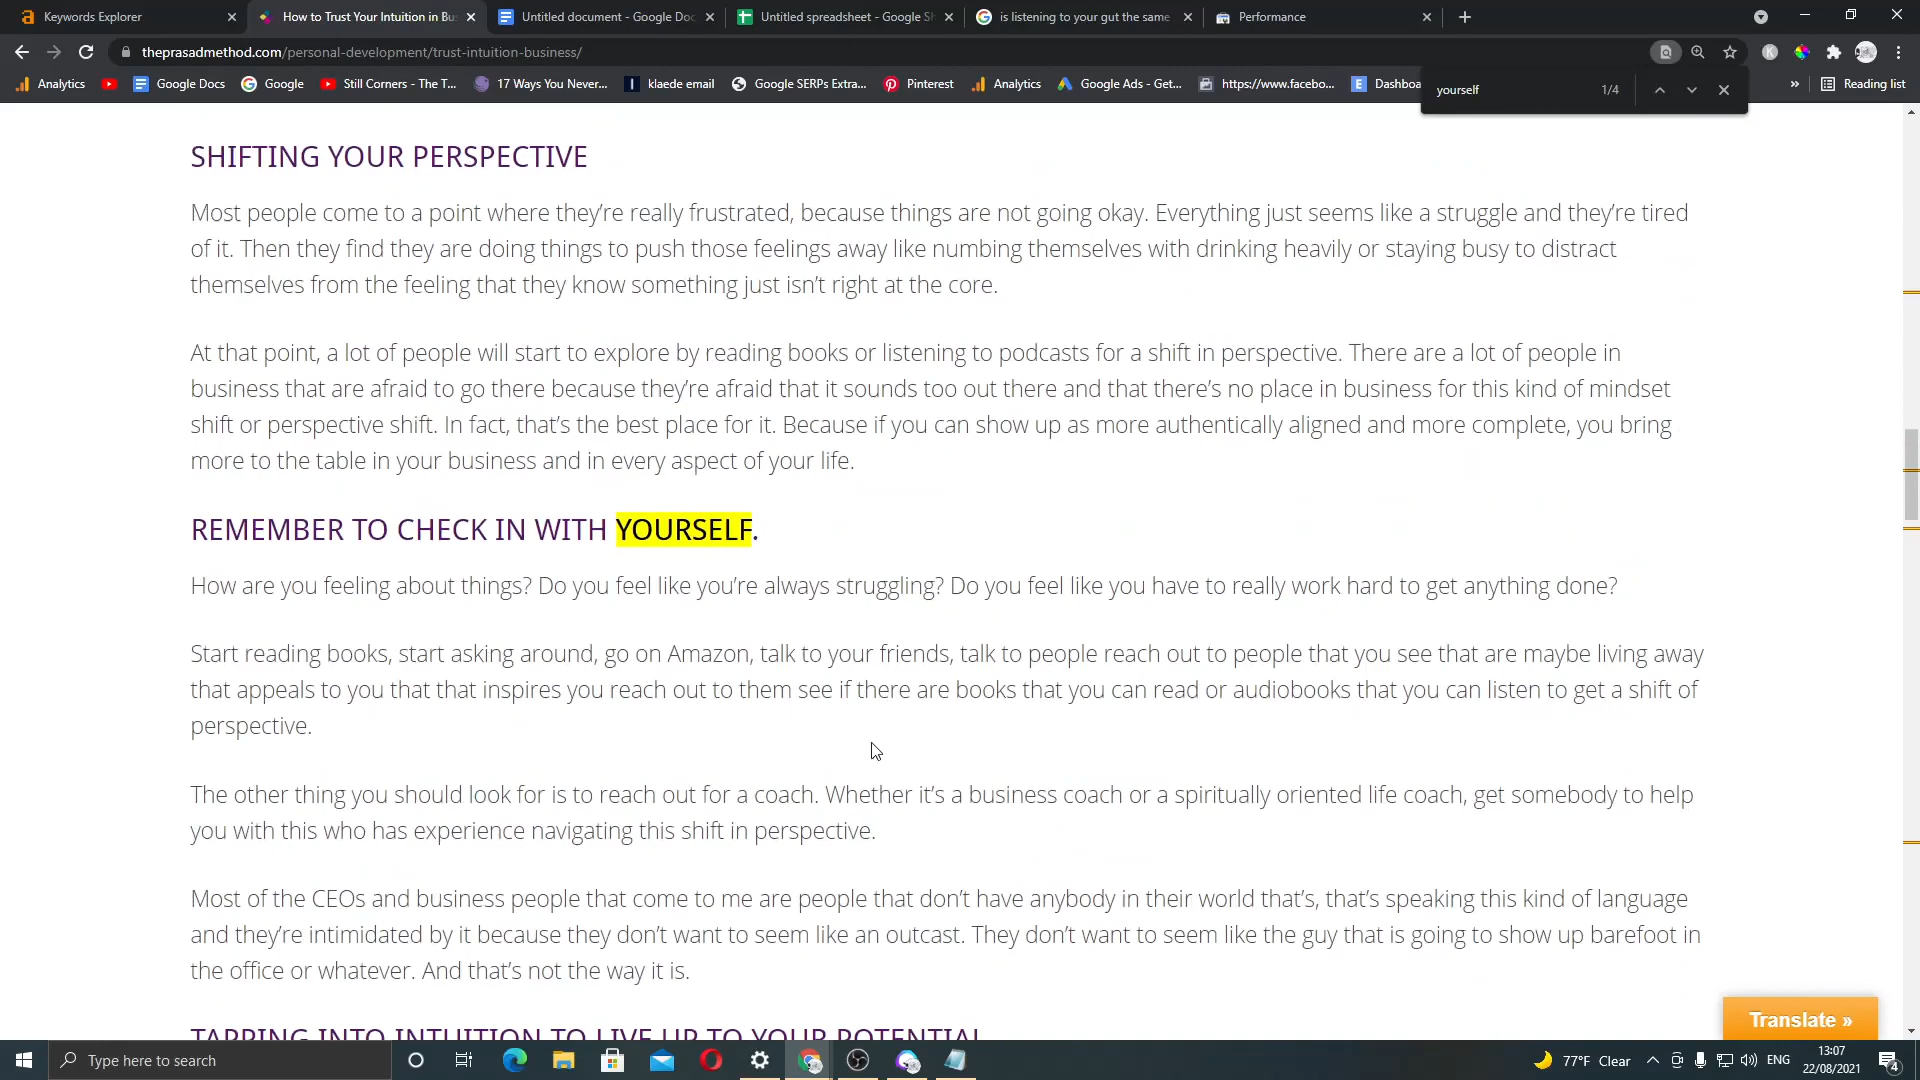 Keywords Explorer
How to Trust Your Intuition in Bu
Untitled document - Google Doc
Untitled spreadsheet - Google Sh
is listening to your gut the same
Performance
theprasadmethod.com/personal-development/trust-intuition-business/
Analytics
Google Docs
Google
Still Corners - The T...
17 Ways You Never...
klaede email
Google SERPs Extra...
Pinterest
Analytics
Google Ads - Get...
https://www.facebo...
Dashboa
»
Reading list
yourself
1/4
SHIFTING YOUR PERSPECTIVE
Most people come to a point where they’re really frustrated, because things are not going okay. Everything just seems like a struggle and they’re tired
of it. Then they find they are doing things to push those feelings away like numbing themselves with drinking heavily or staying busy to distract
themselves from the feeling that they know something just isn’t right at the core.
At that point, a lot of people will start to explore by reading books or listening to podcasts for a shift in perspective. There are a lot of people in
business that are afraid to go there because they’re afraid that it sounds too out there and that there’s no place in business for this kind of mindset
shift or perspective shift. In fact, that’s the best place for it. Because if you can show up as more authentically aligned and more complete, you bring
more to the table in your business and in every aspect of your life.
REMEMBER TO CHECK IN WITH YOURSELF.
How are you feeling about things? Do you feel like you’re always struggling? Do you feel like you have to really work hard to get anything done?
Start reading books, start asking around, go on Amazon, talk to your friends, talk to people reach out to people that you see that are maybe living away
that appeals to you that that inspires you reach out to them see if there are books that you can read or audiobooks that you can listen to get a shift of
perspective.
The other thing you should look for is to reach out for a coach. Whether it’s a business coach or a spiritually oriented life coach, get somebody to help
you with this who has experience navigating this shift in perspective.
Most of the CEOs and business people that come to me are people that don’t have anybody in their world that’s, that’s speaking this kind of language
and they’re intimidated by it because they don’t want to seem like an outcast. They don’t want to seem like the guy that is going to show up barefoot in
the office or whatever. And that’s not the way it is.
TAPPING INTO INTUITION TO LIVE UP TO YOUR POTENTIAL
Translate »
Type here to search
77°F Clear
ENG
13:07
22/08/2021
4